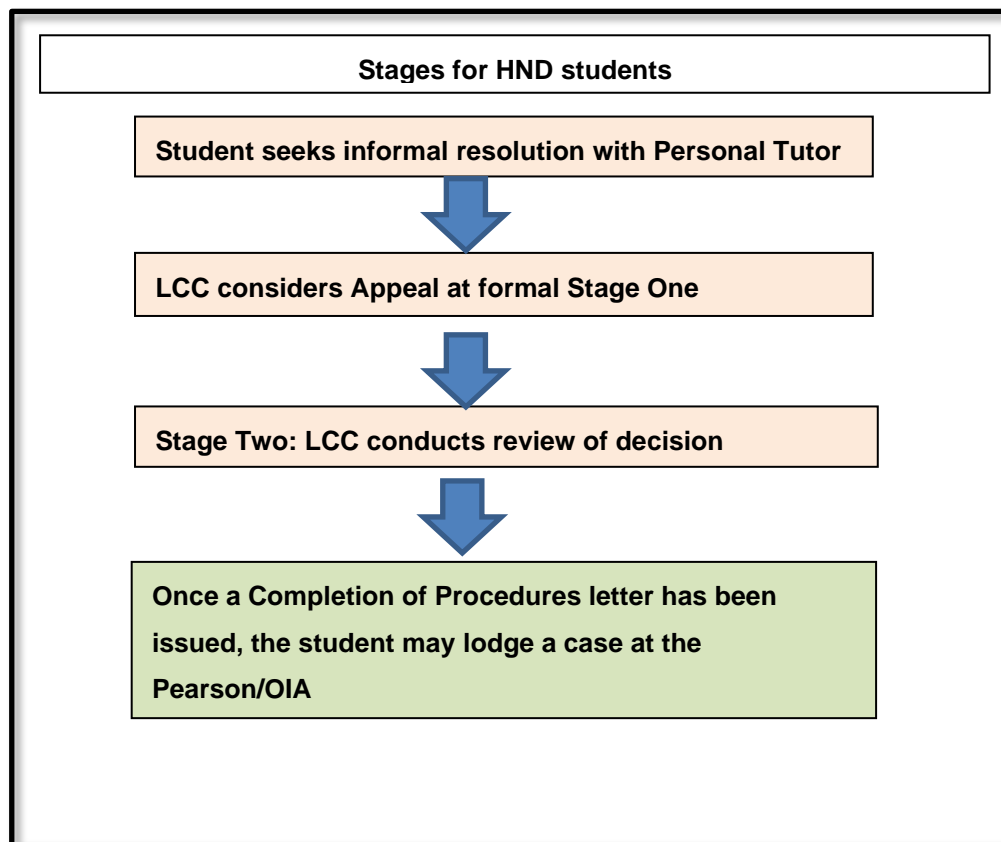 Stages for HND students
Student seeks informal resolution with Personal Tutor
LCC considers Appeal at formal Stage One
Stage Two: LCC conducts review of decision
Once a Completion of Procedures letter has been
issued, the student may lodge a case at the
Pearson/OIA